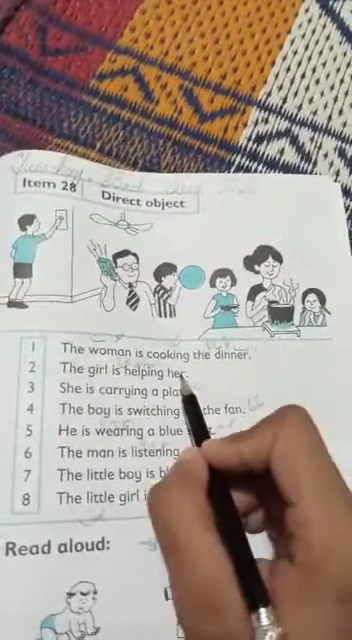 Item 28
Direct object
1 The woman is cooking the dinner.
2 The girl is helping her.
3 She is carrying a
4 The boy is switching the fan.
5 He is wearing a blue
6 The man is listening
7 The little boy is
8 The little girl
Read aloud: